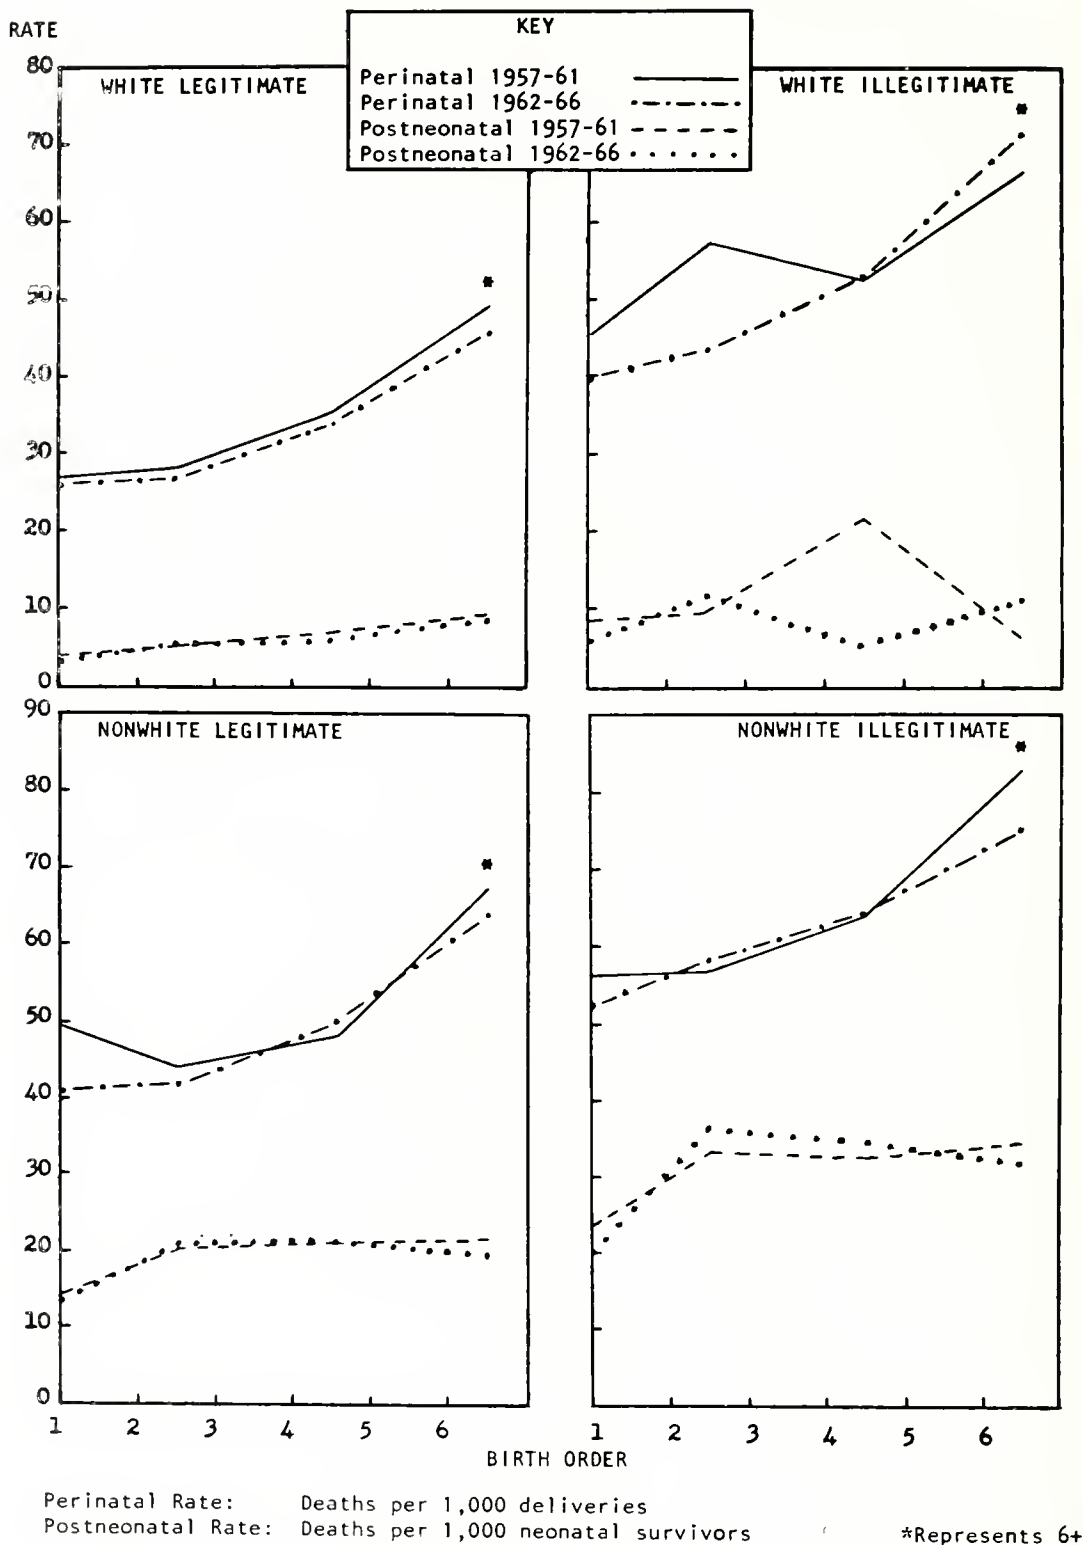 RATE
KEY
Perinatal 1957-61
Perinatal 1962-66
Postneonatal 1957-61
Postneonatal 1962-66
WHITE LEGITIMATE
WHITE ILLEGITIMATE
80
70
60
50
40
30
20
10
0
*
*
NONWHITE LEGITIMATE
NONWHITE ILLEGITIMATE
90
80
70
60
50
40
30
20
10
0
*
*
1 2 3 4 5 6
1 2 3 4 5 6
BIRTH ORDER
Perinatal Rate: Deaths per 1,000 deliveries
Postneonatal Rate: Deaths per 1,000 neonatal survivors
*Represents 6+